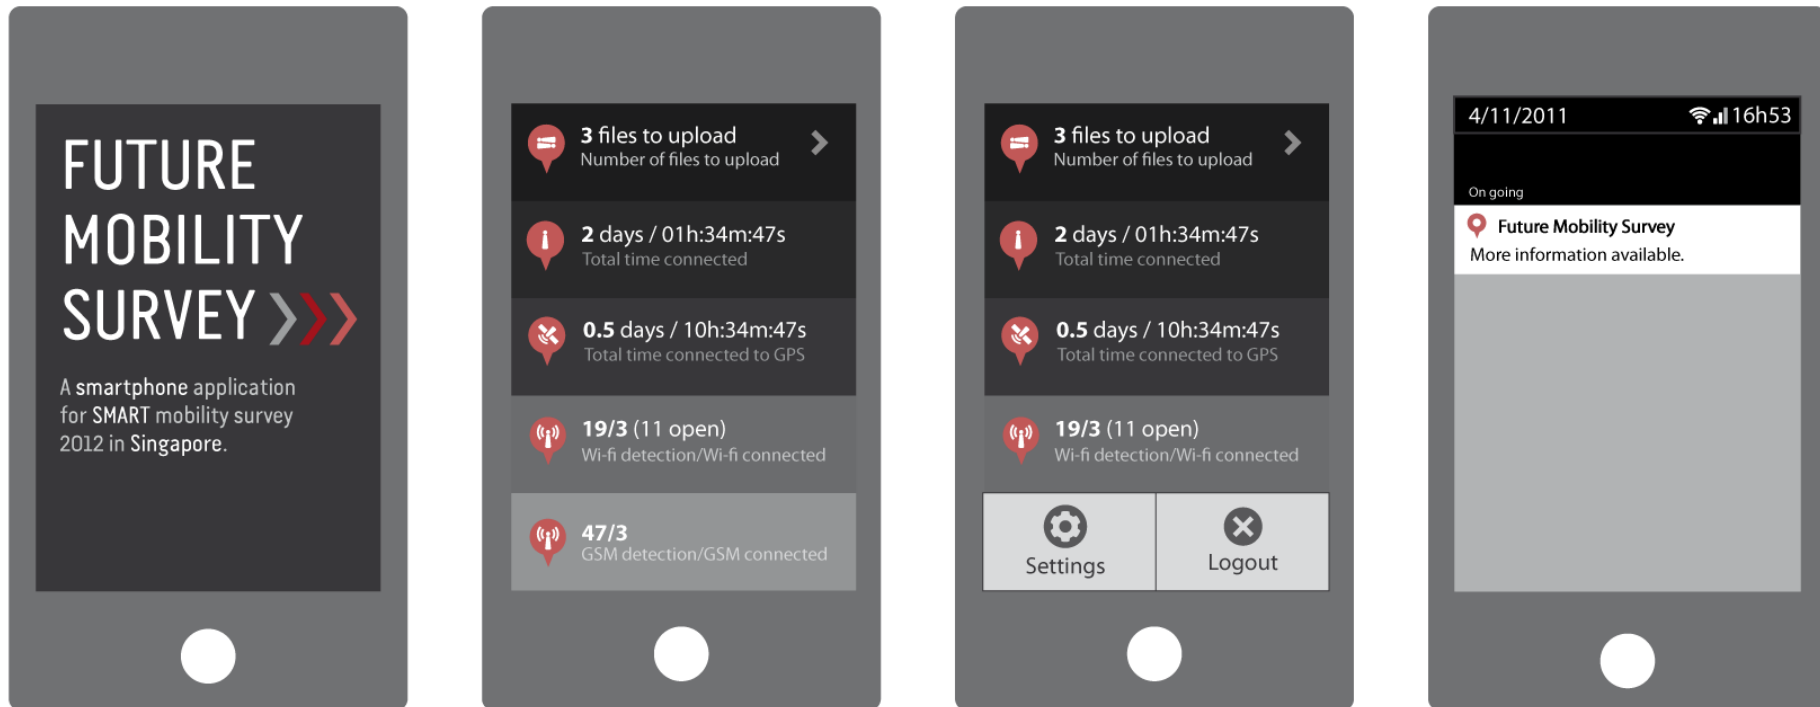 FUTURE
MOBILITY
SURVEY
A smartphone application
for SMART mobility survey
2012 in Singapore.
3 files to upload
Number of files to upload
2 days / 01h:34m:47s
Total time connected
0.5 days / 10h:34m:47s
Total time connected to GPS
19/3 (11 open)
Wi-fi detection/Wi-fi connected
47/3
GSM detection/GSM connected
3 files to upload
Number of files to upload
2 days / 01h:34m:47s
Total time connected
0.5 days / 10h:34m:47s
Total time connected to GPS
19/3 (11 open)
Wi-fi detection/Wi-fi connected
Settings
Logout
4/11/2011 16h53
On going
Future Mobility Survey
More information available.